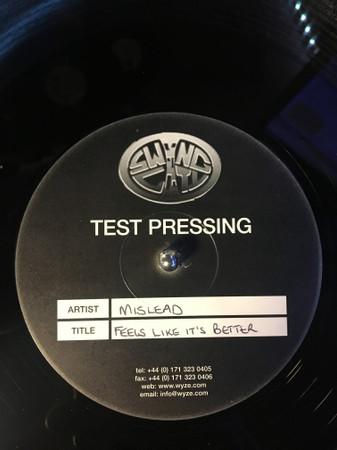 SWING CITY
TEST PRESSING
ARTIST MISLEAD
TITLE FEELS LIKE IT'S BETTER
tel: +44 (0) 171 323 0405
fax: +44 (0) 171 323 0406
web: www.wyze.com
email: info@wyze.com